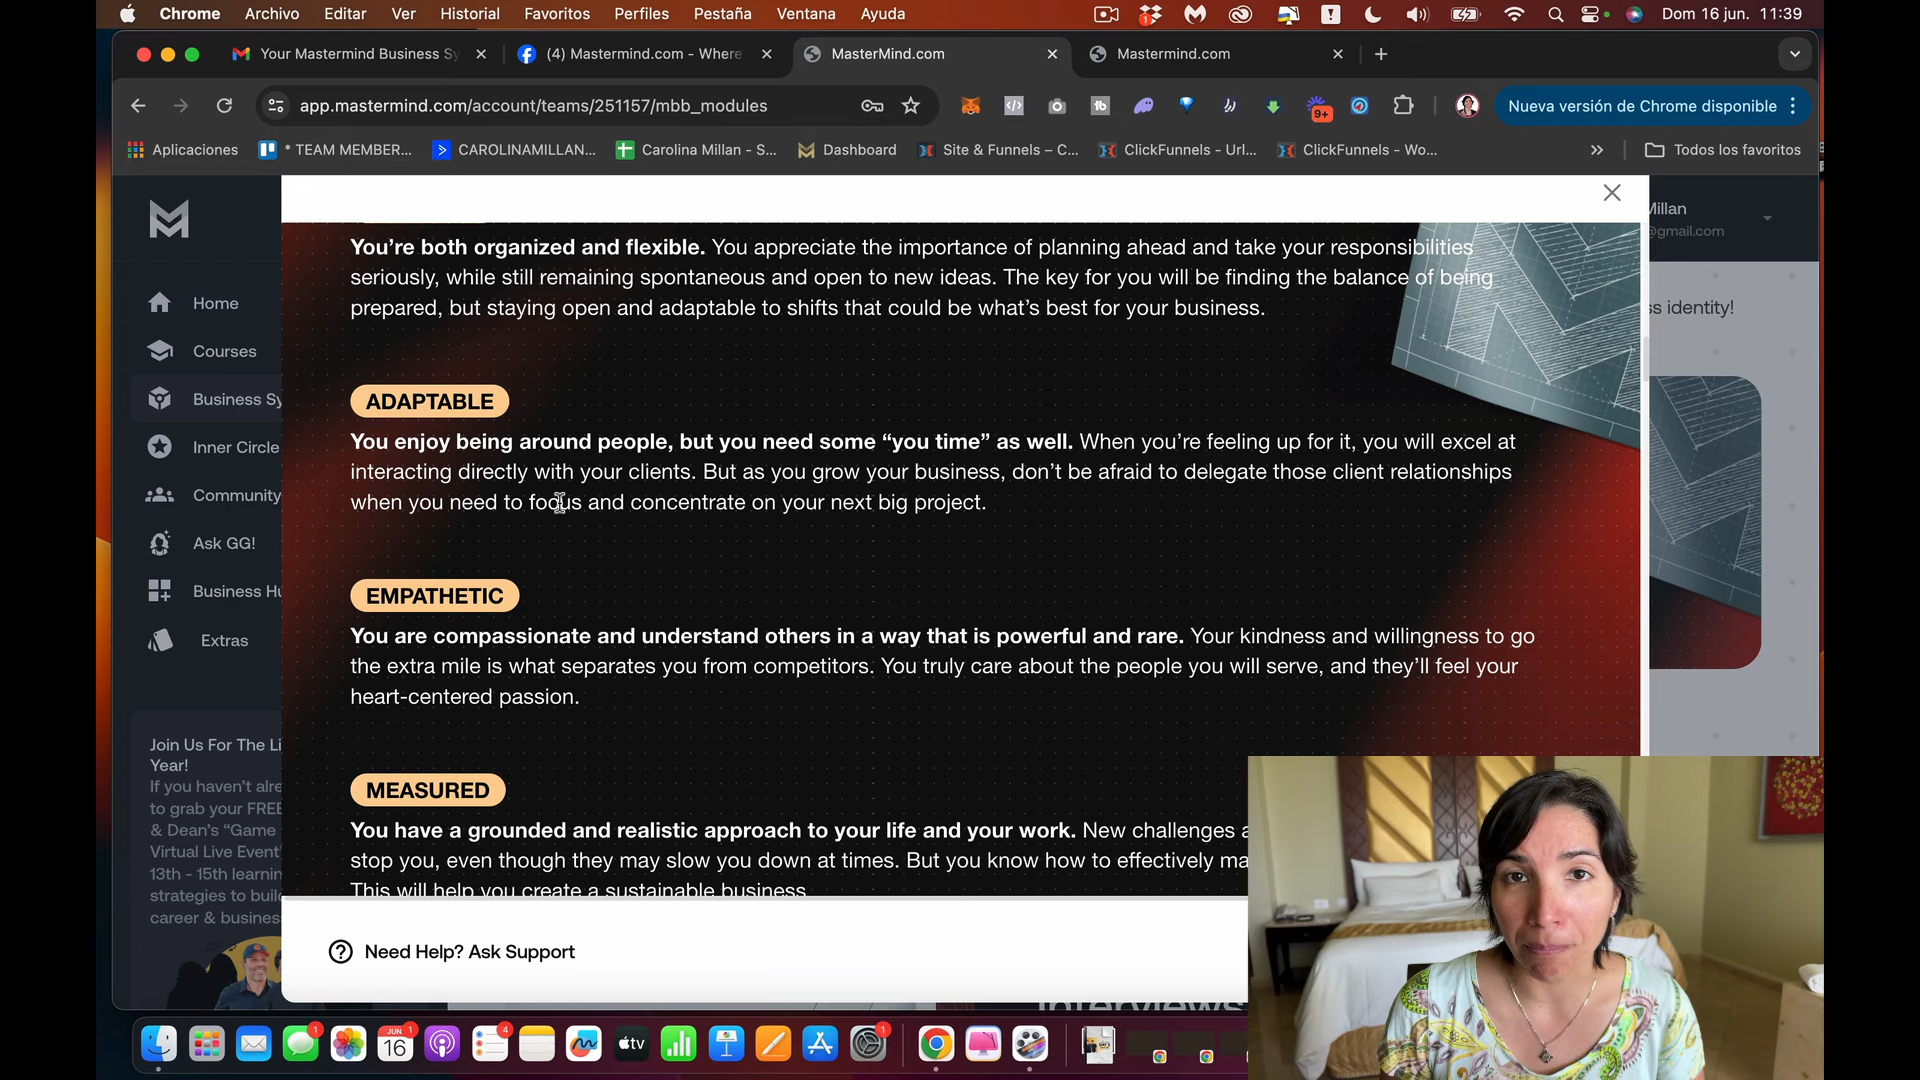 Chrome Archivo Editar Ver Historial Favoritos Perfiles Pestaña Ventana Ayuda
Dom 16 jun. 11:39
Your Mastermind Business Sy
(4) Mastermind.com - Where
MasterMind.com
Mastermind.com
app.mastermind.com/account/teams/251157/mbb_modules
9+
Nueva versión de Chrome disponible
Aplicaciones
* TEAM MEMBER...
CAROLINAMILLAN...
Carolina Millan - S...
Dashboard
Site & Funnels – C...
ClickFunnels - Url...
ClickFunnels - Wo...
Todos los favoritos
Millan
@gmail.com
Home
Courses
Business Sy
Inner Circle
Community
Ask GG!
Business Hu
Extras
Join Us For The Li
Year!
If you haven't alre
to grab your FREE
& Dean's "Game
Virtual Live Event"
13th - 15th learnin
strategies to buil
career & business
You're both organized and flexible. You appreciate the importance of planning ahead and take your responsibilities
seriously, while still remaining spontaneous and open to new ideas. The key for you will be finding the balance of being
prepared, but staying open and adaptable to shifts that could be what's best for your business.
ADAPTABLE
You enjoy being around people, but you need some “you time” as well. When you're feeling up for it, you will excel at
interacting directly with your clients. But as you grow your business, don't be afraid to delegate those client relationships
when you need to focus and concentrate on your next big project.
EMPATHETIC
You are compassionate and understand others in a way that is powerful and rare. Your kindness and willingness to go
the extra mile is what separates you from competitors. You truly care about the people you will serve, and they'll feel your
heart-centered passion.
MEASURED
You have a grounded and realistic approach to your life and your work. New challenges a
stop you, even though they may slow you down at times. But you know how to effectively ma
This will help you create a sustainable business.
ss identity!
Need Help? Ask Support
Interviews
JUN
16
tv